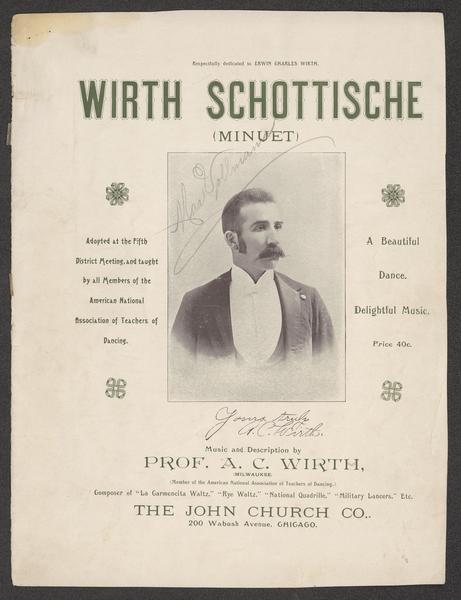 Respectfully dedicated to ERWIN CHARLES WIRTH.
WIRTH SCHOTTISCHE
(MINUET)
Adopted at the Fifth
District Meeting, and taught
by all Members of the
American National
Association of Teachers of
Dancing.
A Beautiful
Dance.
Delightful Music.
Price 40c.
Yours truly
A. C. Wirth.
Music and Description by
PROF. A. C. WIRTH,
(MILWAUKEE.
(Member of the American National Association of Teachers of Dancing.)
Composer of "La Carmencita Waltz," "Rye Waltz," "National Quadrille," "Military Lancers," Etc.
THE JOHN CHURCH CO..
200 Wabash Avenue, CHICAGO.